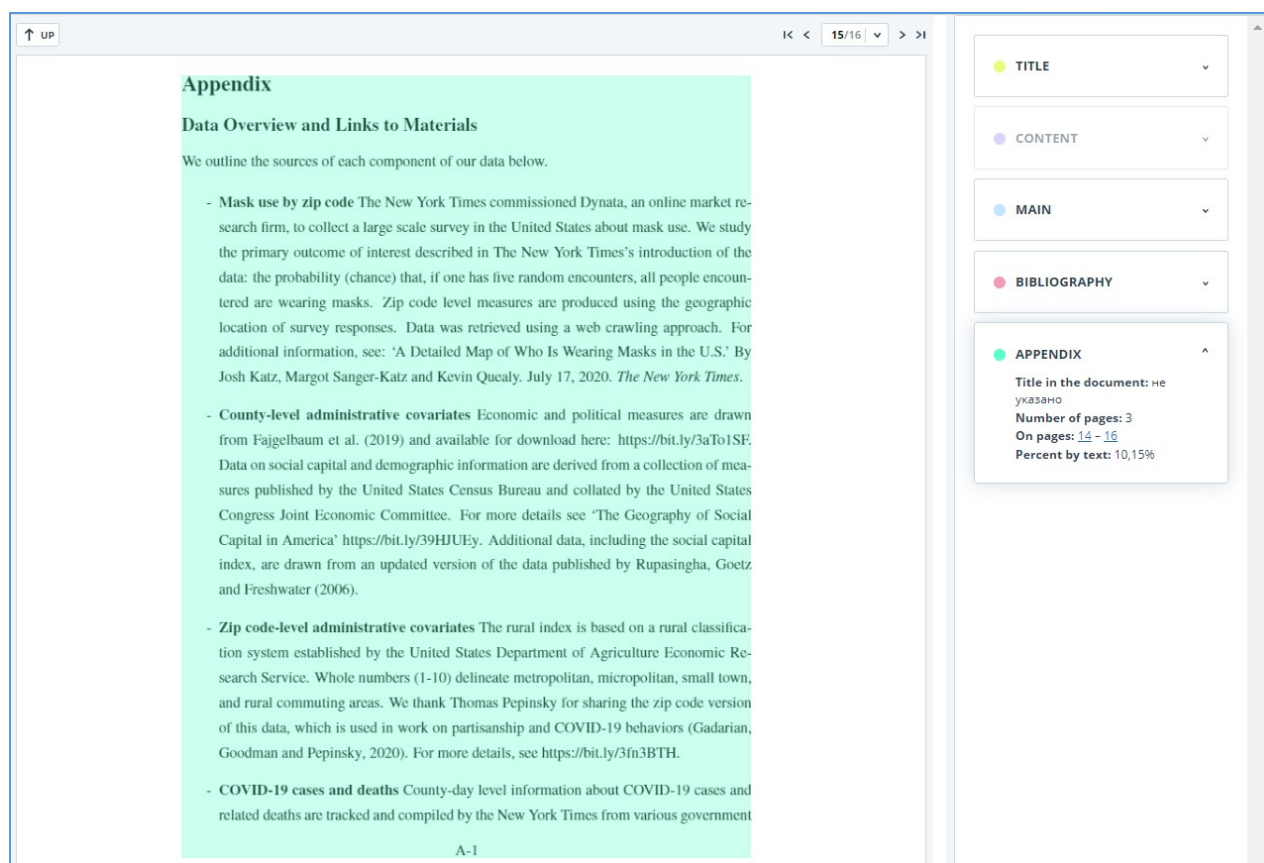 UP
15/16
Appendix
Data Overview and Links to Materials
We outline the sources of each component of our data below.
- Mask use by zip code The New York Times commissioned Dynata, an online market re-
search firm, to collect a large scale survey in the United States about mask use. We study
the primary outcome of interest described in The New York Times's introduction of the
data: the probability (chance) that, if one has five random encounters, all people encoun-
tered are wearing masks. Zip code level measures are produced using the geographic
location of survey responses. Data was retrieved using a web crawling approach. For
additional information, see: ‘A Detailed Map of Who Is Wearing Masks in the U.S.’ By
Josh Katz, Margot Sanger-Katz and Kevin Quealy. July 17, 2020. The New York Times.
- County-level administrative covariates Economic and political measures are drawn
from Fajgelbaum et al. (2019) and available for download here: https://bit.ly/3aTo1SF.
Data on social capital and demographic information are derived from a collection of mea-
sures published by the United States Census Bureau and collated by the United States
Congress Joint Economic Committee. For more details see ‘The Geography of Social
Capital in America’ https://bit.ly/39HJUEy. Additional data, including the social capital
index, are drawn from an updated version of the data published by Rupasingha, Goetz
and Freshwater (2006).
- Zip code-level administrative covariates The rural index is based on a rural classifica-
tion system established by the United States Department of Agriculture Economic Re-
search Service. Whole numbers (1-10) delineate metropolitan, micropolitan, small town,
and rural commuting areas. We thank Thomas Pepinsky for sharing the zip code version
of this data, which is used in work on partisanship and COVID-19 behaviors (Gadarian,
Goodman and Pepinsky, 2020). For more details, see https://bit.ly/3fn3BTH.
- COVID-19 cases and deaths County-day level information about COVID-19 cases and
related deaths are tracked and compiled by the New York Times from various government
A-1
TITLE
CONTENT
MAIN
BIBLIOGRAPHY
APPENDIX
Title in the document: не
указано
Number of pages: 3
On pages: 14 – 16
Percent by text: 10,15%